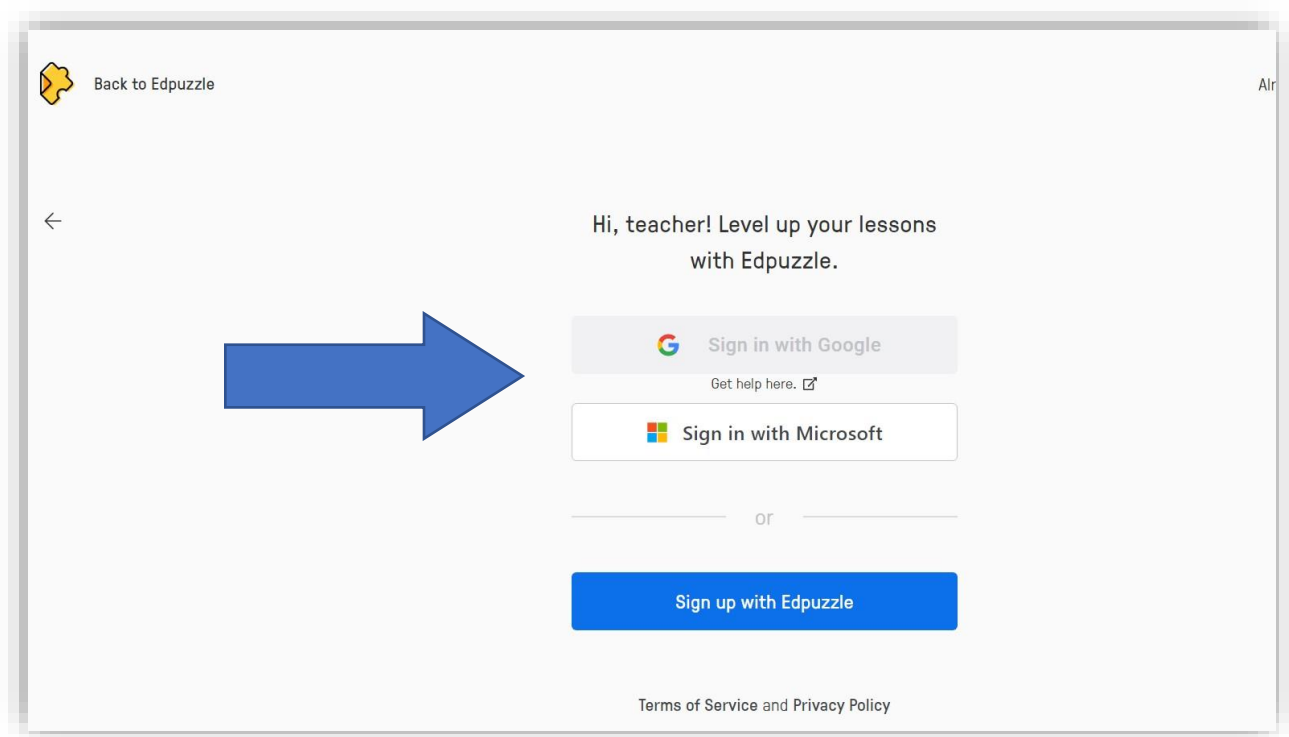 Back to Edpuzzle
Alr
Hi, teacher! Level up your lessons
with Edpuzzle.
Sign in with Google
Get help here.
Sign in with Microsoft
or
Sign up with Edpuzzle
Terms of Service and Privacy Policy